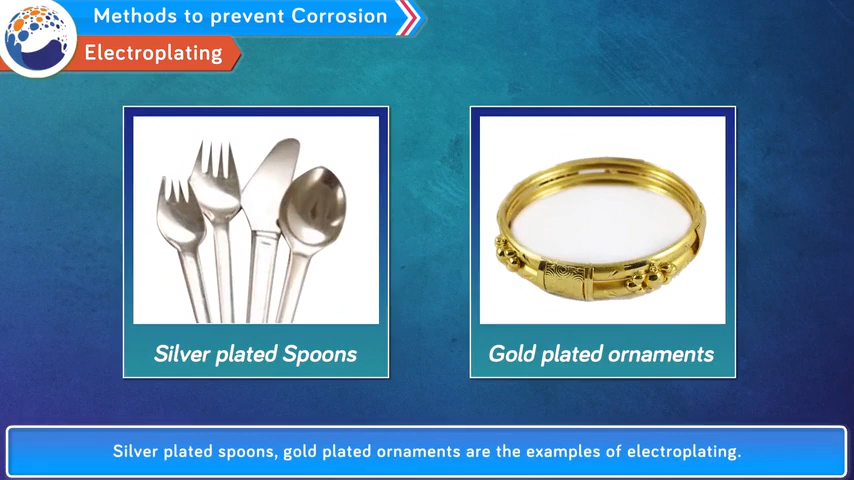 Methods to prevent Corrosion
Electroplating
Silver plated Spoons
Gold plated ornaments
Silver plated spoons, gold plated ornaments are the examples of electroplating.